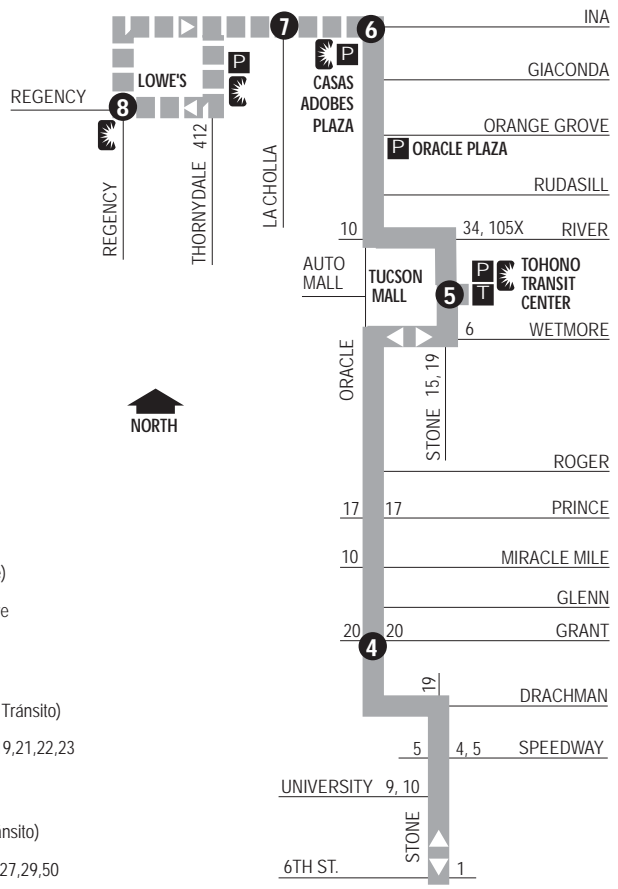 INA
7
6
P
P
LOWE'S
CASAS
ADOBES
PLAZA
GIACONDA
REGENCY
8
ORANGE GROVE
P ORACLE PLAZA
REGENCY
THORNYDALE 412
LA CHOLLA
RUDASILL
10
34, 105X RIVER
AUTO
MALL
TUCSON
MALL
5
P
T
TOHONO
TRANSIT
CENTER
6 WETMORE
ORACLE
STONE 15, 19
NORTH
ROGER
17 17 PRINCE
10 MIRACLE MILE
GLENN
20 20 GRANT
4
19
DRACHMAN
5 4, 5 SPEEDWAY
UNIVERSITY 9, 10
STONE
6TH ST. 1
)
e
Tránsito)
9,21,22,23
nsito)
27,29,50